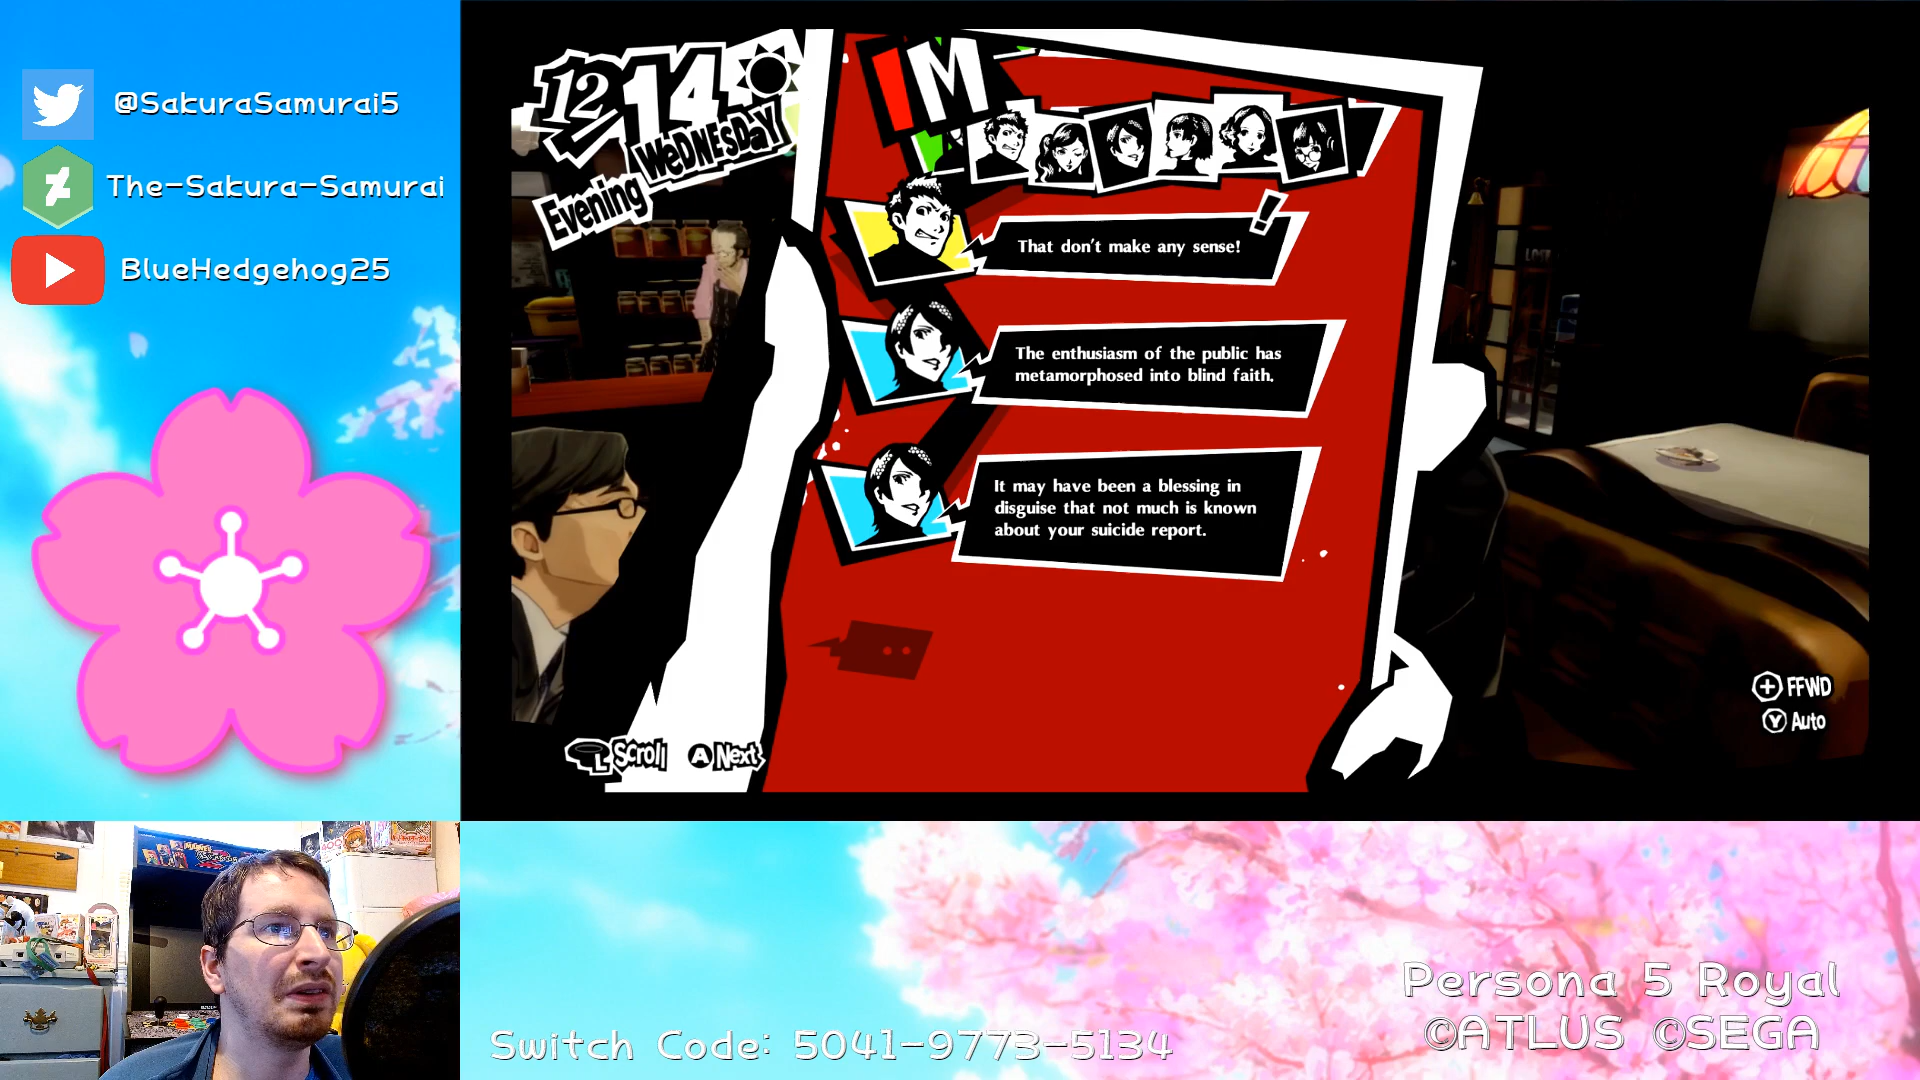 @SakuraSamurai5
The-Sakura-Samurai
BlueHedgehog25
12/14
WeDNESDaY
Evening
IM
That don't make any sense!
!
The enthusiasm of the public has
metamorphosed into blind faith.
It may have been a blessing in
disguise that not much is known
about your suicide report.
L Scroll A Next
+ FFWD
Y Auto
Switch Code: 5041-9773-5134
Persona 5 Royal
©ATLUS ©SEGA